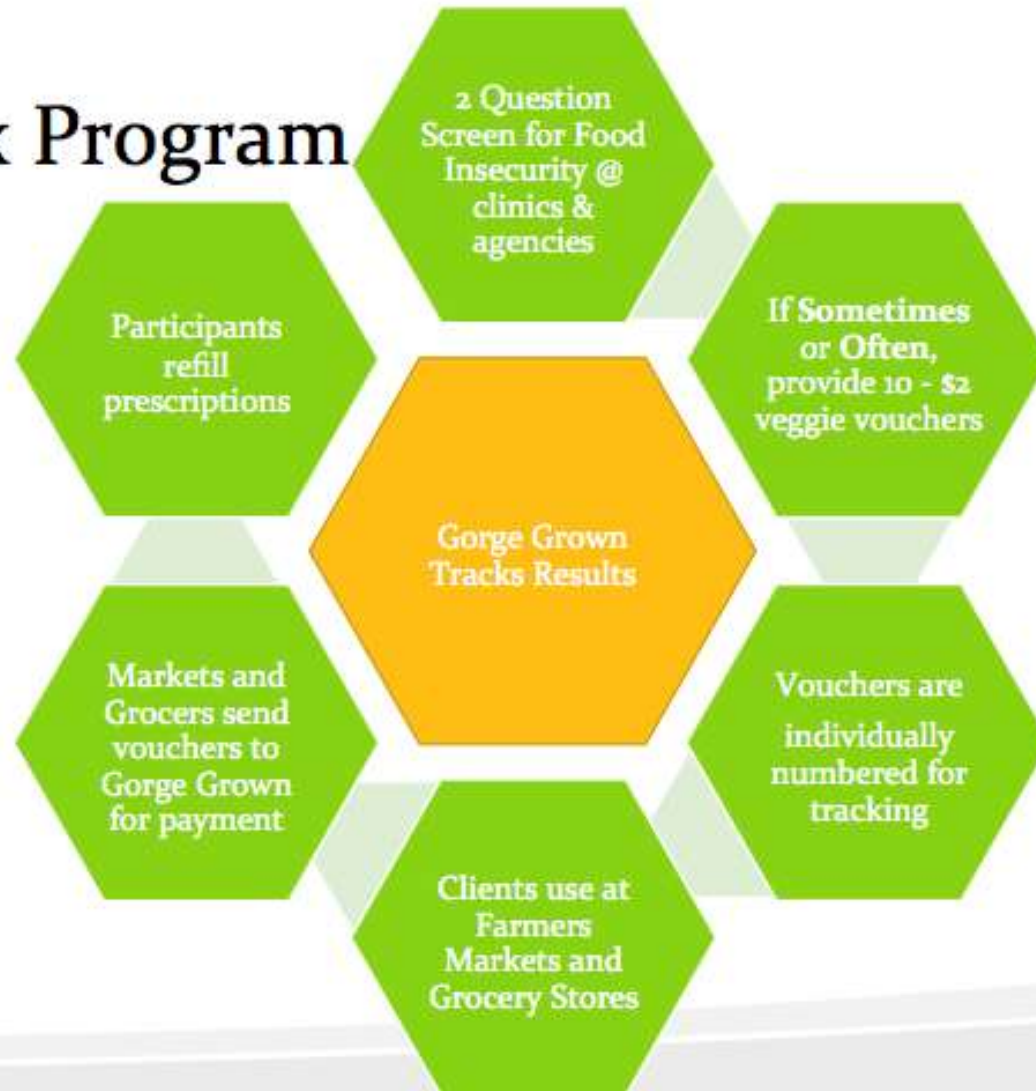 x Program
2 Question
Screen for Food
Insecurity @
clinics &
agencies
If Sometimes
or Often,
provide 10 - $2
veggie vouchers
Vouchers are
individually
numbered for
tracking
Clients use at
Farmers
Markets and
Grocery Stores
Markets and
Grocers send
vouchers to
Gorge Grown
for payment
Participants
refill
prescriptions
Gorge Grown
Tracks Results